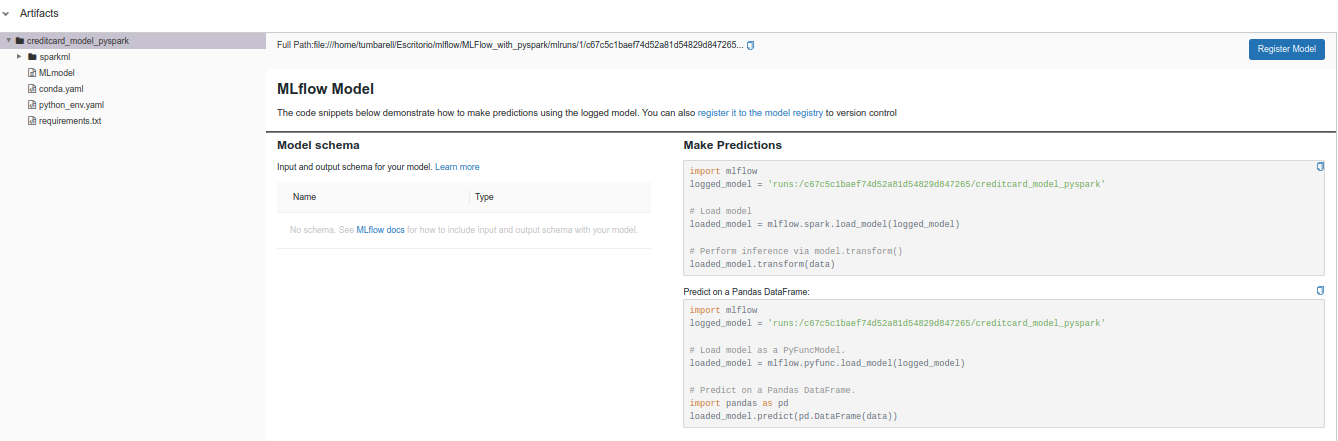 Artifacts
creditcard_model_pyspark
sparkml
MLmodel
conda.yaml
python_env.yaml
requirements.txt
Full Path:file:///home/tumbarell/Escritorio/mlflow/MLFlow_with_pyspark/mlruns/1/c67c5c1baef74d52a81d54829d847265...
Register Model
MLflow Model
The code snippets below demonstrate how to make predictions using the logged model. You can also register it to the model registry to version control
Model schema
Input and output schema for your model. Learn more
Name Type
No schema. See MLflow docs for how to include input and output schema with your model.
Make Predictions
import mlflow
logged_model = 'runs:/c67c5c1baef74d52a81d54829d847265/creditcard_model_pyspark'
# Load model
loaded_model = mlflow.spark.load_model(logged_model)
# Perform inference via model.transform()
loaded_model.transform(data)
Predict on a Pandas DataFrame:
import mlflow
logged_model = 'runs:/c67c5c1baef74d52a81d54829d847265/creditcard_model_pyspark'
# Load model as a PyFuncModel.
loaded_model = mlflow.pyfunc.load_model(logged_model)
# Predict on a Pandas DataFrame.
import pandas as pd
loaded_model.predict(pd.DataFrame(data))